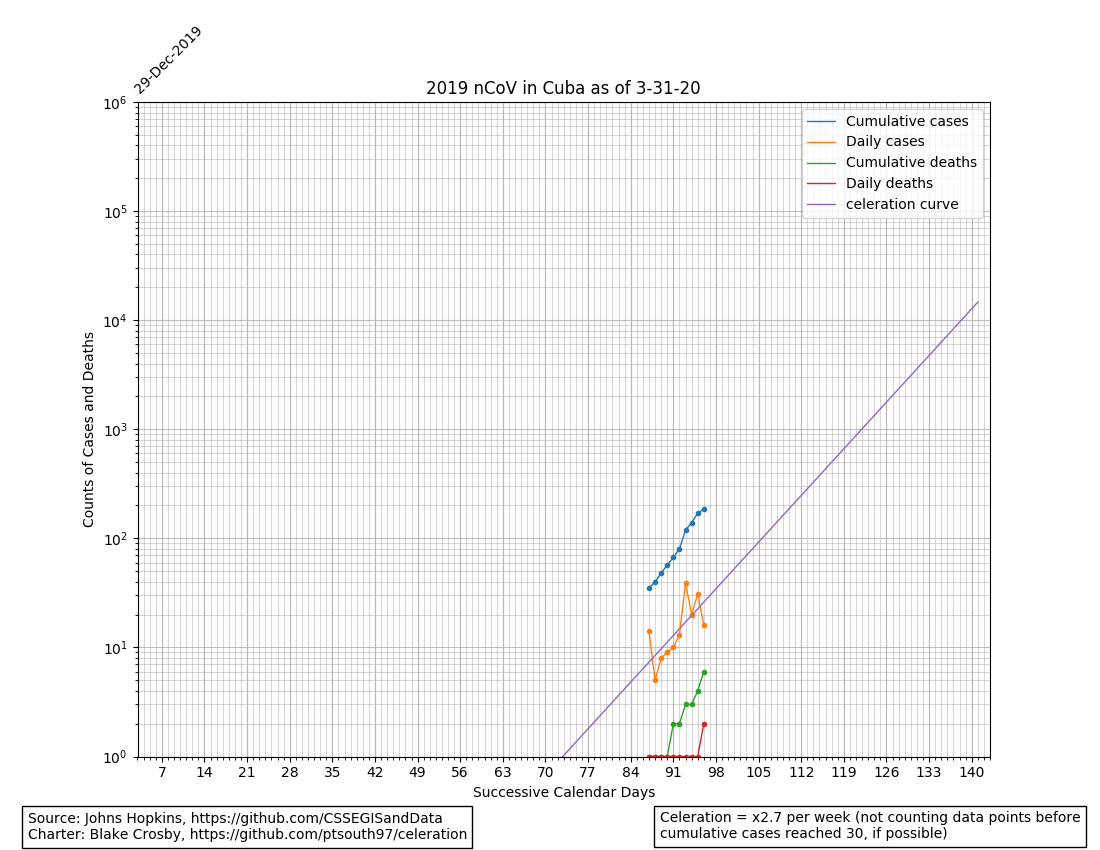 29-Dec-2019
2019 nCoV in Cuba as of 3-31-20
Cumulative cases
Daily cases
Cumulative deaths
Daily deaths
celeration curve
Counts of Cases and Deaths
10^6
10^5
10^4
10^3
10^2
10^1
10^0
7 14 21 28 35 42 49 56 63 70 77 84 91 98 105 112 119 126 133 140
Successive Calendar Days
Source: Johns Hopkins, https://github.com/CSSEGISandData
Charter: Blake Crosby, https://github.com/ptsouth97/celeration
Celeration = x2.7 per week (not counting data points before
cumulative cases reached 30, if possible)